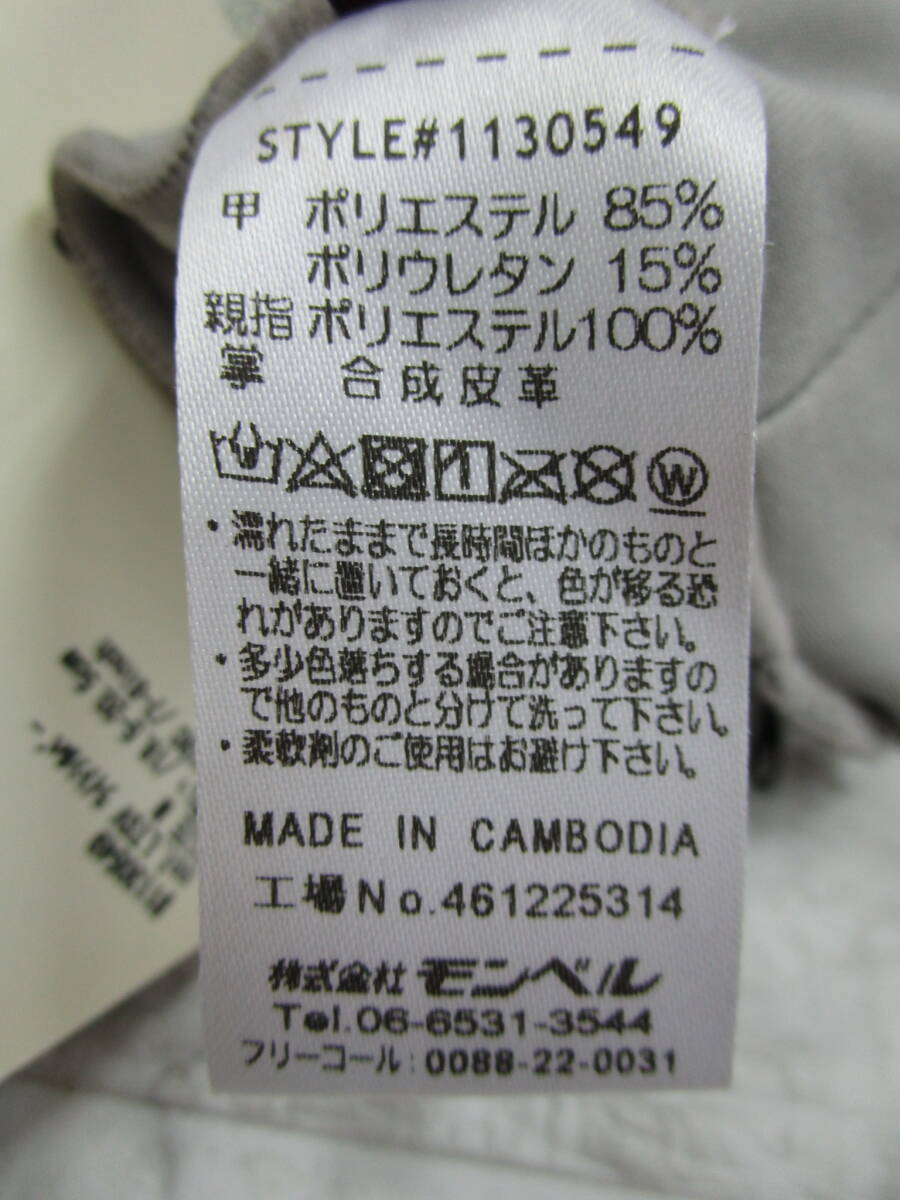 STYLE#1130549
甲 ポリエステル 85%
ポリウレタン 15%
親指 ポリエステル100%
掌 合成皮革
W
・濡れたままで長時間ほかのものと
一緒に置いておくと、色が移る恐
れがありますのでご注意下さい。
・多少色落ちする場合がありますの
で他のものと分けて洗って下さい。
・柔軟剤のご使用はお避け下さい。
MADE IN CAMBODIA
工場No.461225314
株式会社 モンベル
Tel.06-6531-3544
フリーコール:0088-22-0031